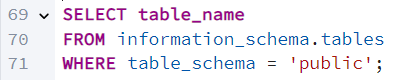 69 SELECT table_name
70 FROM information_schema.tables
71 WHERE table_schema = 'public';